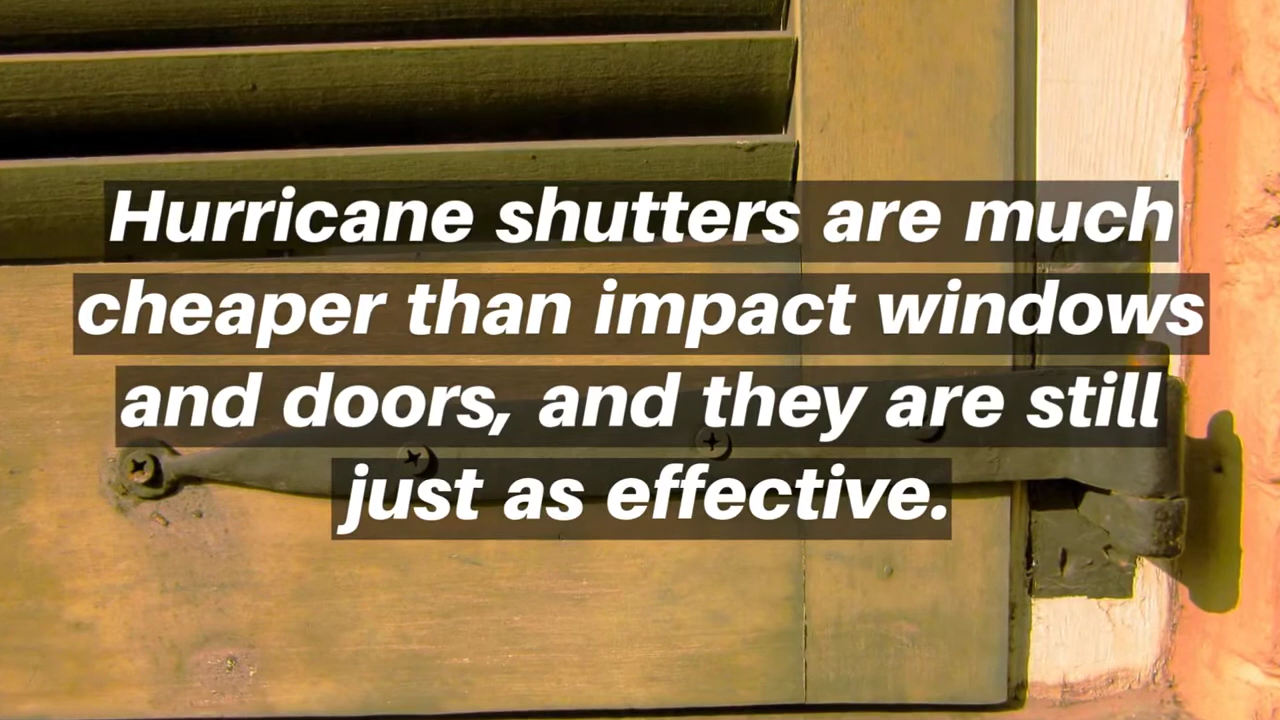 Hurricane shutters are much
cheaper than impact windows
and doors, and they are still
just as effective.